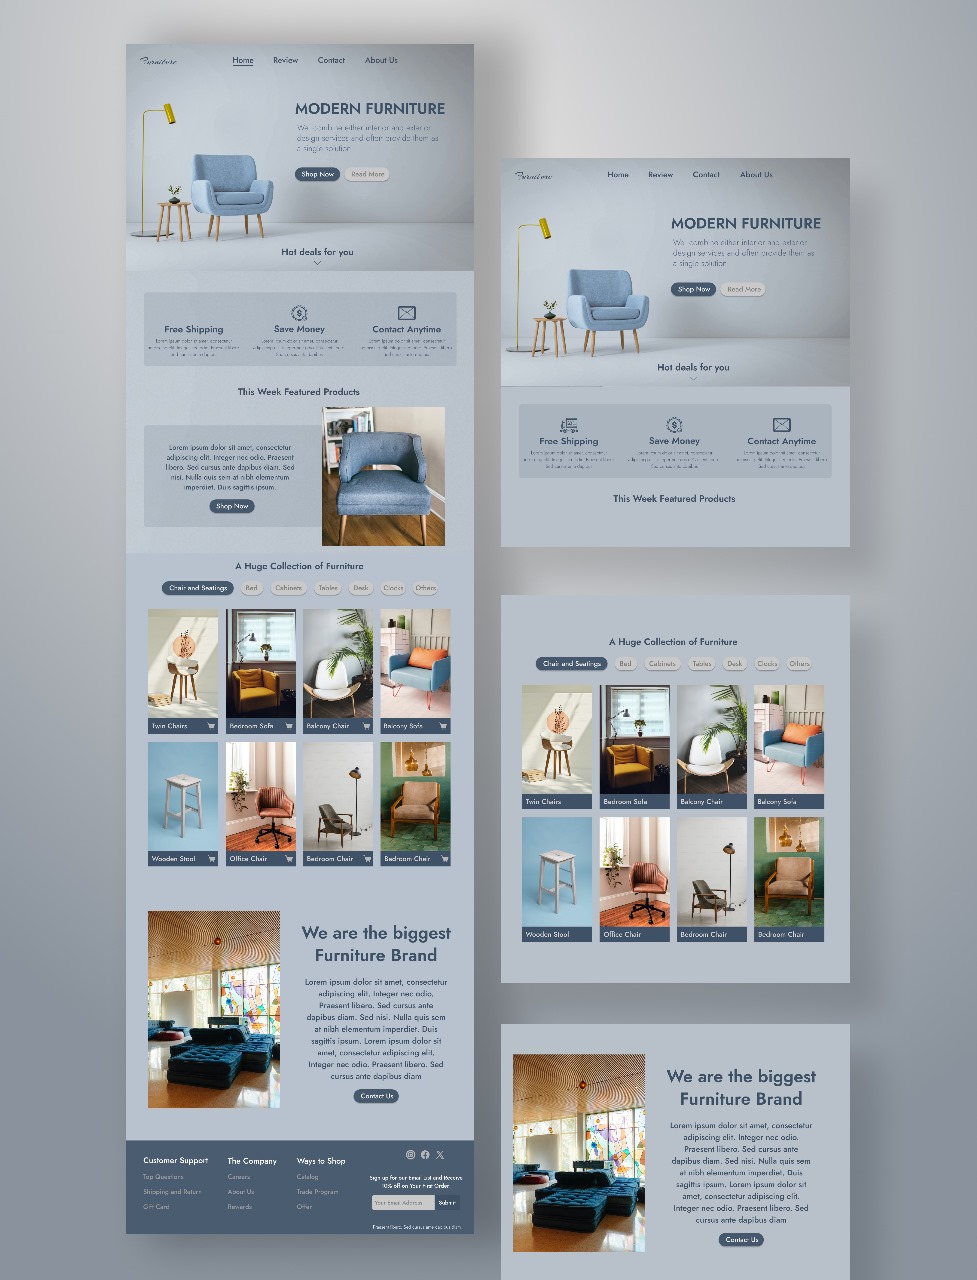 Furniture
Home Review Contact About Us
MODERN FURNITURE
We combine either interior and exterior
design services and often provide them as
a single solution
Shop Now Read More
Hot deals for you
Free Shipping Save Money Contact Anytime
This Week Featured Products
Lorem ipsum dolor sit amet, consectetur
adipiscing elit. Integer nec odio. Praesent
libero. Sed cursus ante dapibus diam. Sed
nisi. Nulla quis sem at nibh elementum
imperdiet. Duis sagittis ipsum.
Shop Now
A Huge Collection of Furniture
Chair and Seatings Bed Cabinets Tables Desk Clocks Others
Twin Chairs Bedroom Sofa Balcony Chair Balcony Sofa
Wooden Stool Office Chair Bedroom Chair Bedroom Chair
We are the biggest
Furniture Brand
Lorem ipsum dolor sit amet, consectetur
adipiscing elit. Integer nec odio.
Praesent libero. Sed cursus ante
dapibus diam. Sed nisi. Nulla quis sem
at nibh elementum imperdiet. Duis
sagittis ipsum. Lorem ipsum dolor sit
amet, consectetur adipiscing elit.
Integer nec odio. Praesent libero. Sed
cursus ante dapibus diam
Contact Us
Customer Support The Company Ways to Shop
Top Questions Careers Catalog
Shipping and Return About Us Trade Program
Gift Card Rewards Offer
Sign up for our Email List and Receive
10% off on Your First Order.
Your Email Address Submit
Praesent libero. Sed cursus ante dapibus diam
Furniture
Home Review Contact About Us
MODERN FURNITURE
We combine either interior and exterior
design services and often provide them as
a single solution
Shop Now Read More
Hot deals for you
Free Shipping Save Money Contact Anytime
This Week Featured Products
A Huge Collection of Furniture
Chair and Seatings Bed Cabinets Tables Desk Clocks Others
Twin Chairs Bedroom Sofa Balcony Chair Balcony Sofa
Wooden Stool Office Chair Bedroom Chair Bedroom Chair
We are the biggest
Furniture Brand
Lorem ipsum dolor sit amet, consectetur
adipiscing elit. Integer nec odio.
Praesent libero. Sed cursus ante
dapibus diam. Sed nisi. Nulla quis sem
at nibh elementum imperdiet. Duis
sagittis ipsum. Lorem ipsum dolor sit
amet, consectetur adipiscing elit.
Integer nec odio. Praesent libero. Sed
cursus ante dapibus diam
Contact Us